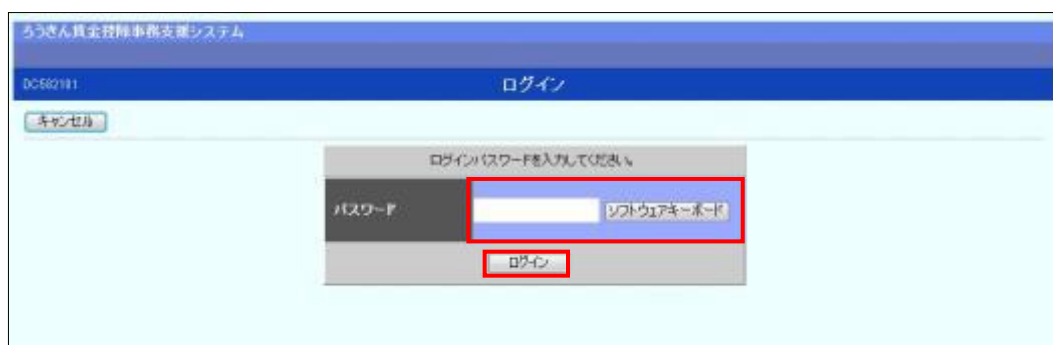 ろうきん賃金控除事務支援システム
DC582101
ログイン
キャンセル
ログインパスワードを入力してください。
パスワード
ソフトウェアキーボード
ログイン